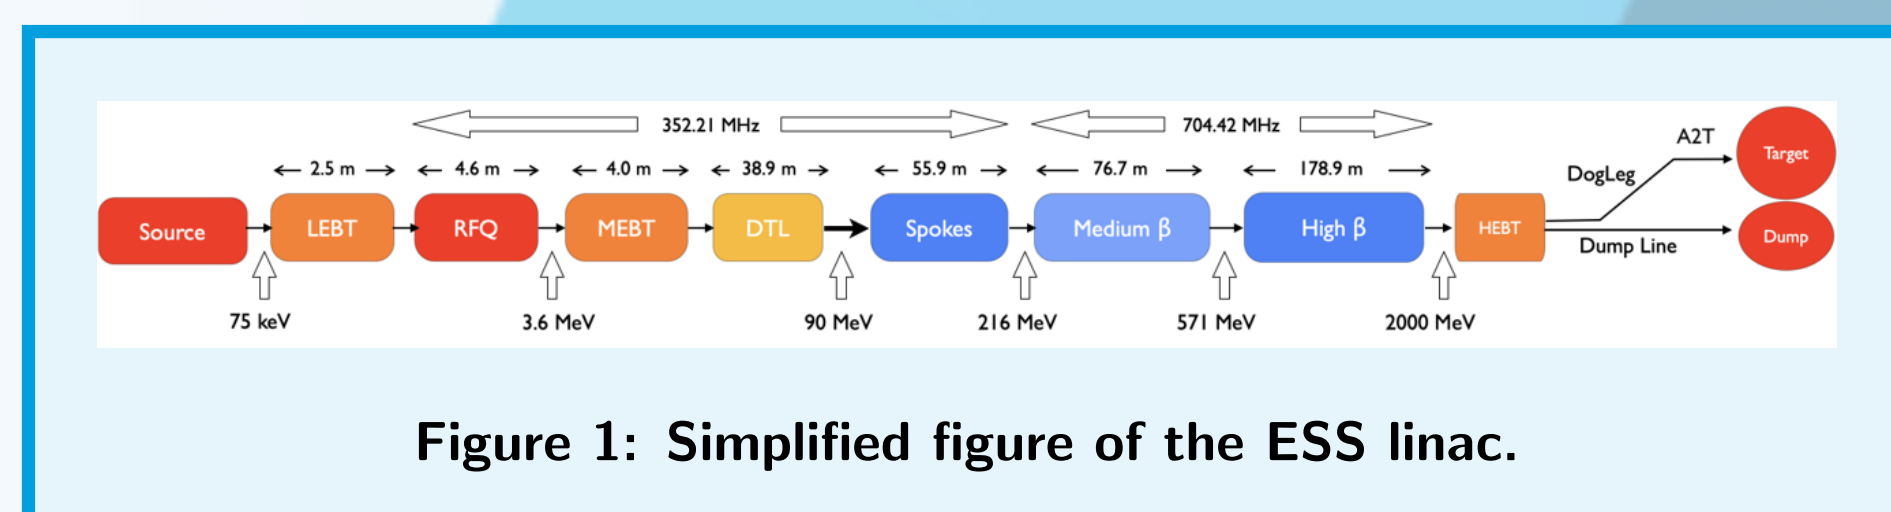 352.21 MHz 704.42 MHz
2.5 m 4.6 m 4.0 m 38.9 m 55.9 m 76.7 m 178.9 m
Source LEBT RFQ MEBT DTL Spokes Medium β High β HEBT
DogLeg A2T Target
Dump Line Dump
75 keV 3.6 MeV 90 MeV 216 MeV 571 MeV 2000 MeV
Figure 1: Simplified figure of the ESS linac.